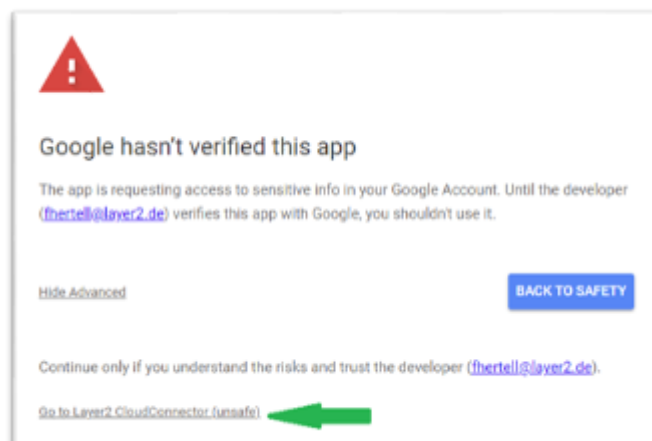 Google hasn't verified this app
The app is requesting access to sensitive info in your Google Account. Until the developer
(fhertell@layer2.de) verifies this app with Google, you shouldn't use it.
Hide Advanced
BACK TO SAFETY
Continue only if you understand the risks and trust the developer (fhertell@layer2.de).
Go to Layer2 CloudConnector (unsafe)